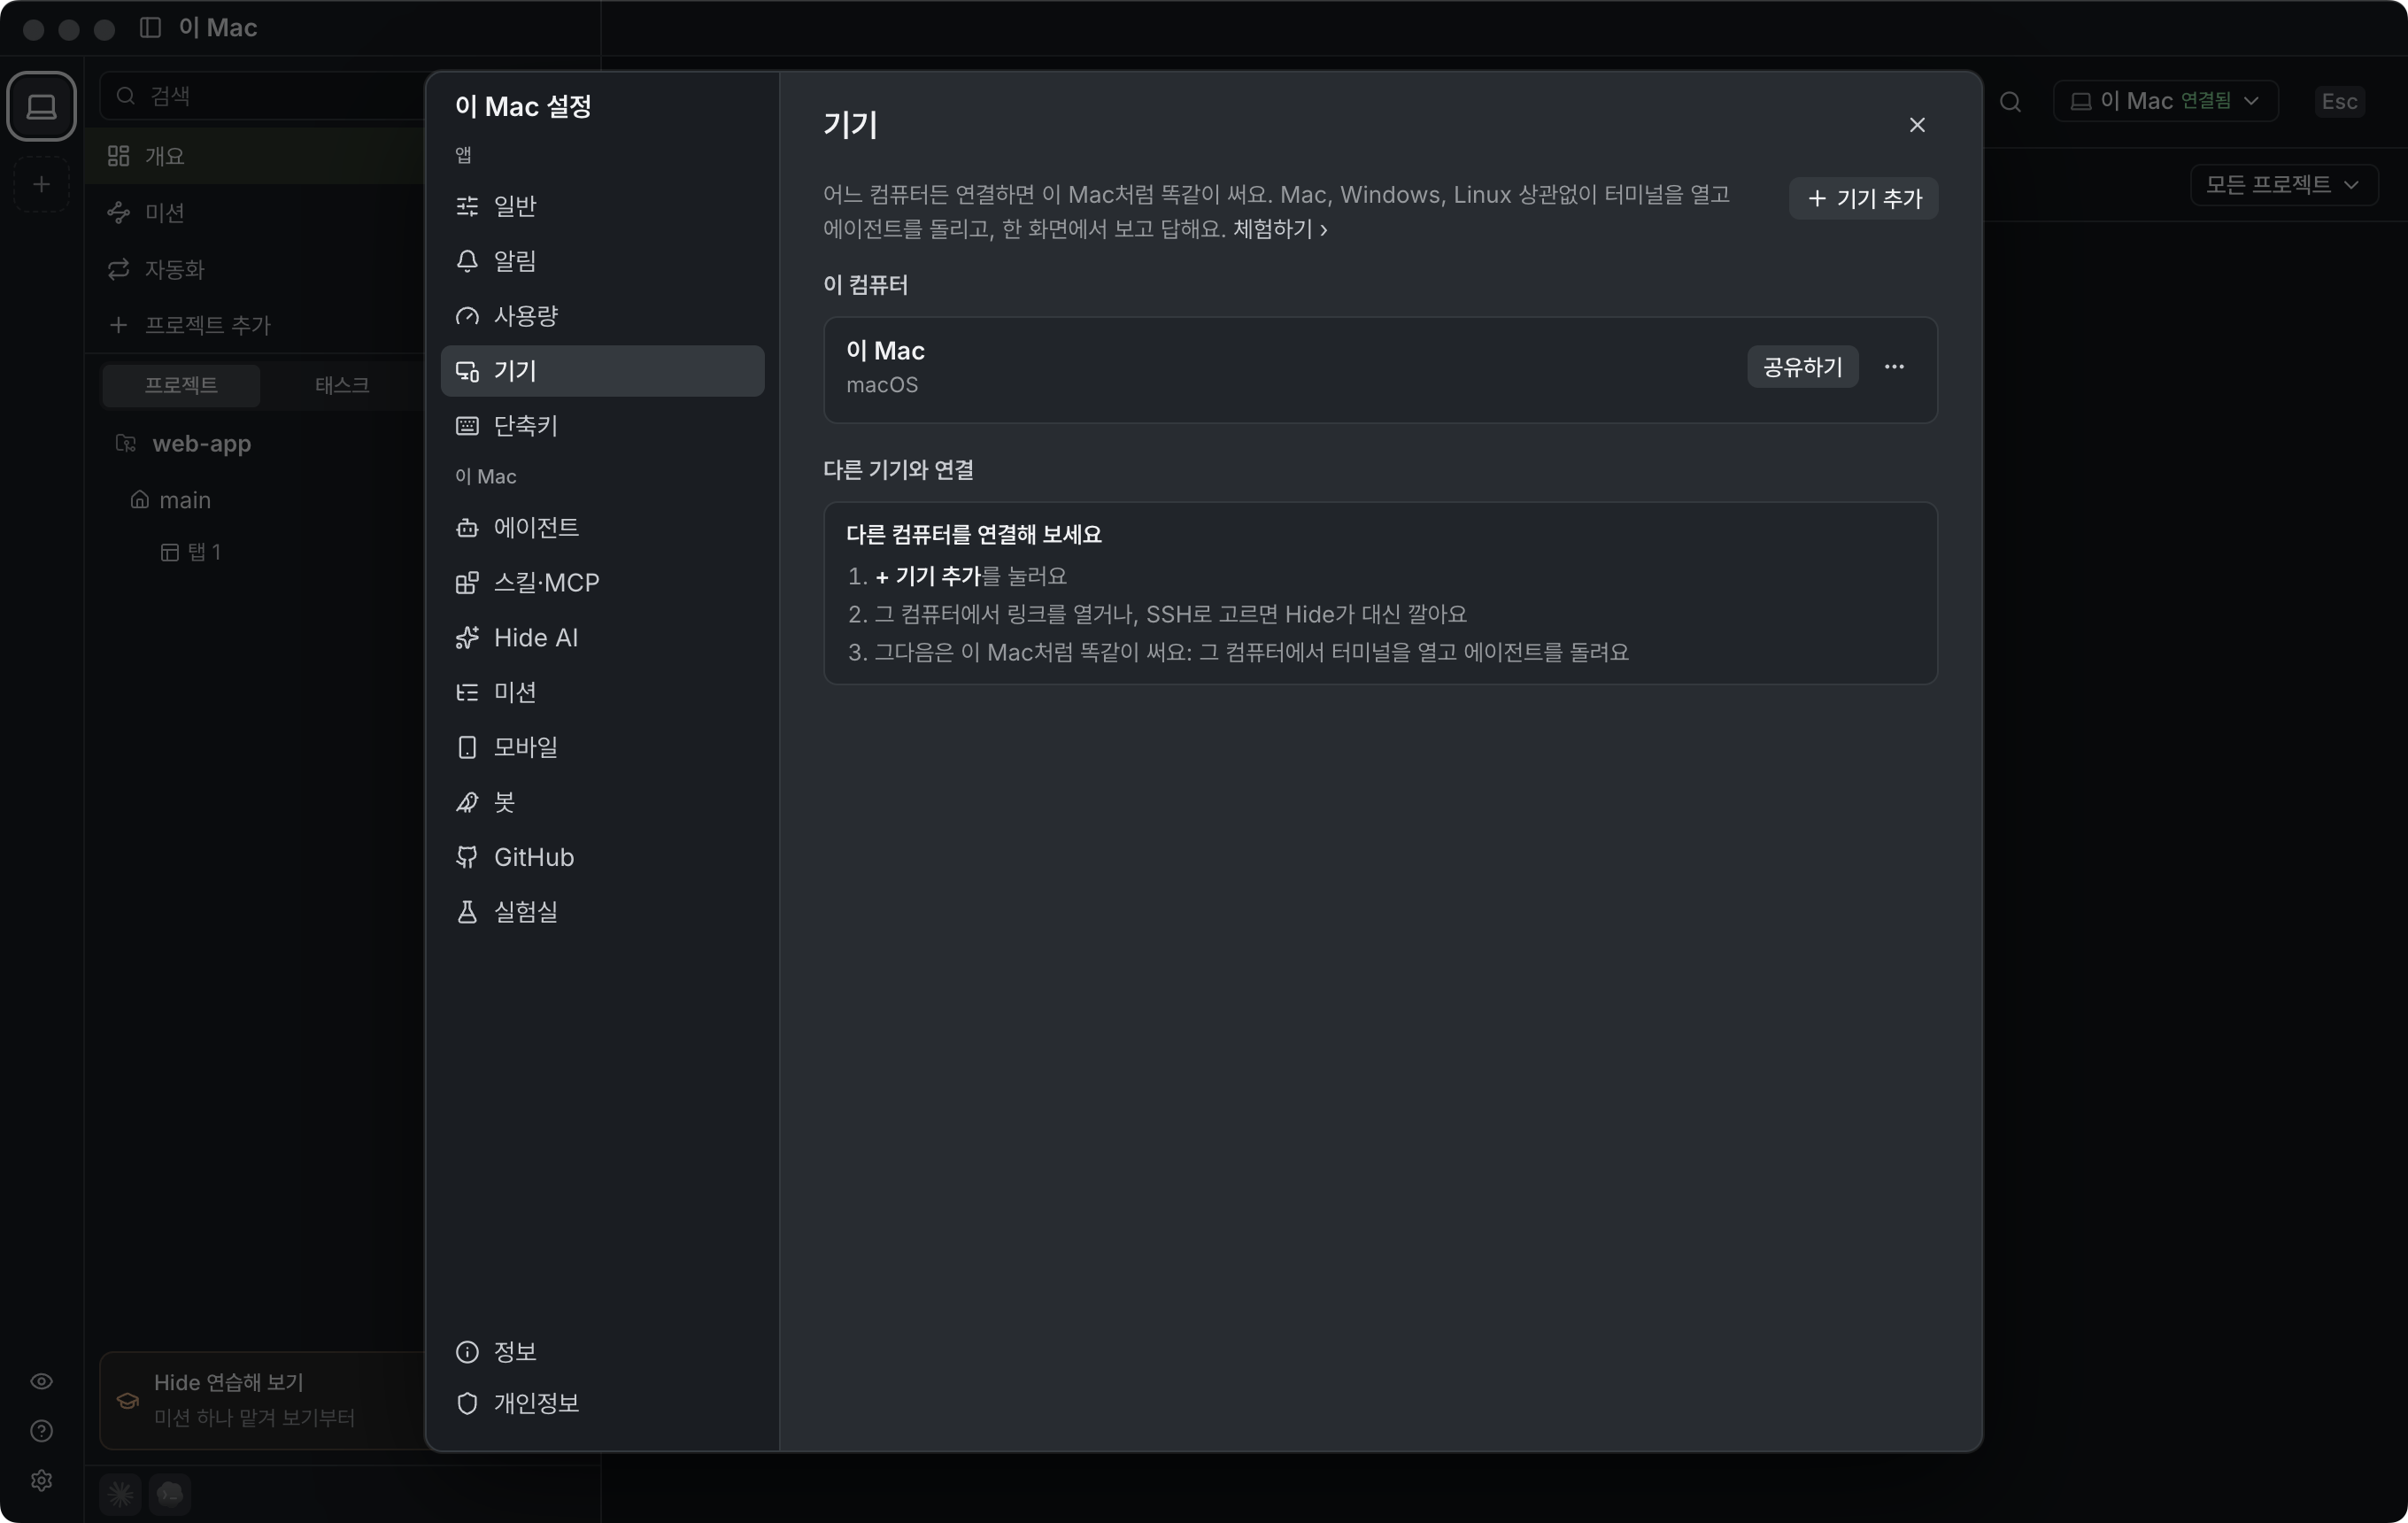 이 Mac
검색
개요
미션
자동화
프로젝트 추가
프로젝트
태스크
web-app
main
탭 1
Hide 연습해 보기
미션 하나 맡겨 보기부터
이 Mac 설정
앱
일반
알림
사용량
기기
단축키
이 Mac
에이전트
스킬·MCP
Hide AI
미션
모바일
봇
GitHub
실험실
정보
개인정보
기기
어느 컴퓨터든 연결하면 이 Mac처럼 똑같이 써요. Mac, Windows, Linux 상관없이 터미널을 열고
에이전트를 돌리고, 한 화면에서 보고 답해요. 체험하기 ›
+ 기기 추가
이 컴퓨터
이 Mac
macOS
공유하기
다른 기기와 연결
다른 컴퓨터를 연결해 보세요
1. + 기기 추가를 눌러요
2. 그 컴퓨터에서 링크를 열거나, SSH로 고르면 Hide가 대신 깔아요
3. 그다음은 이 Mac처럼 똑같이 써요: 그 컴퓨터에서 터미널을 열고 에이전트를 돌려요
이 Mac 연결됨
Esc
모든 프로젝트